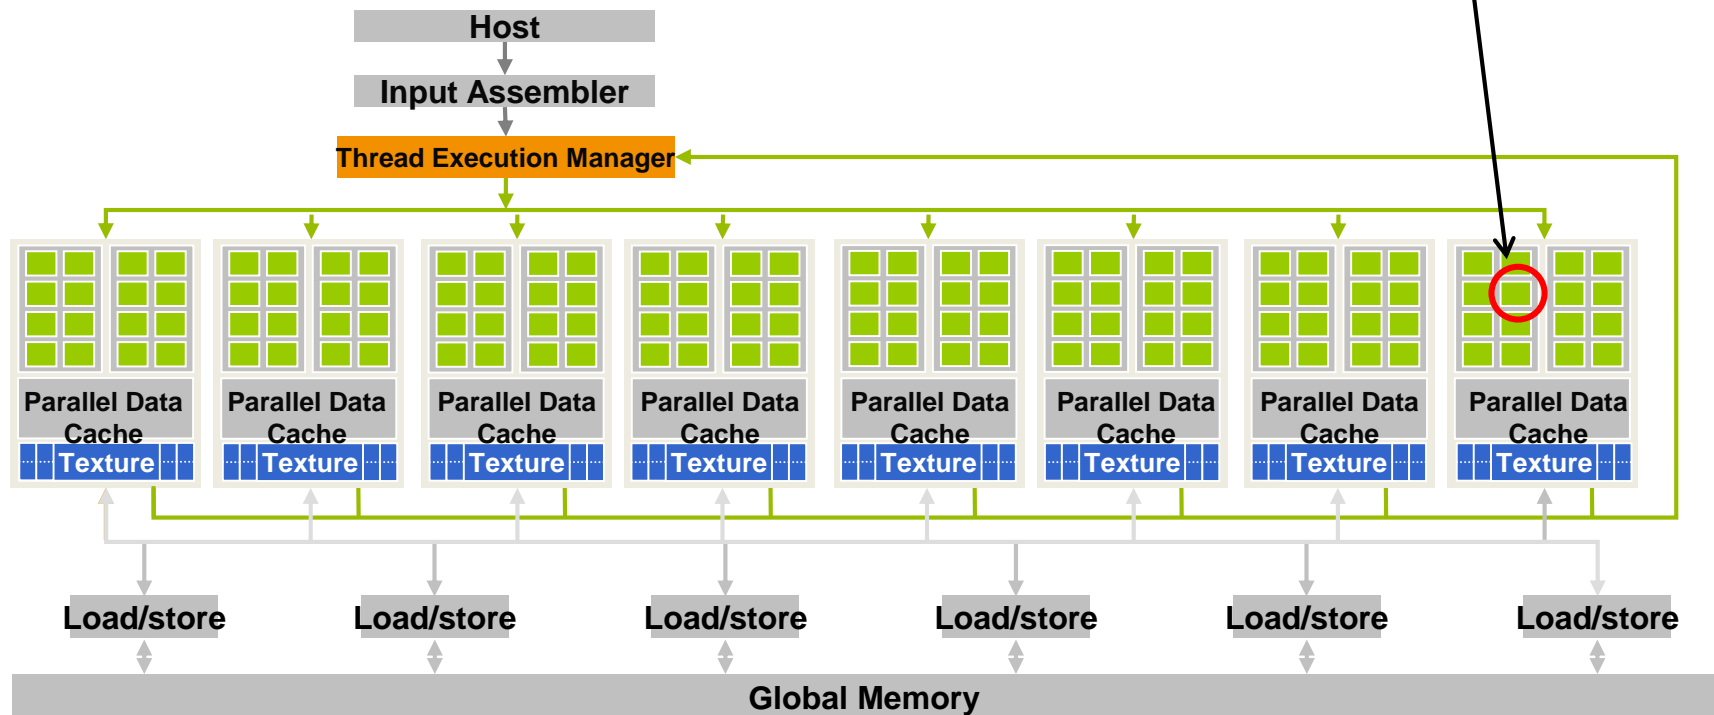 Host
Input Assembler
Thread Execution Manager
Parallel Data
Cache
Texture
Parallel Data
Cache
Texture
Parallel Data
Cache
Texture
Parallel Data
Cache
Texture
Parallel Data
Cache
Texture
Parallel Data
Cache
Texture
Parallel Data
Cache
Texture
Parallel Data
Cache
Texture
Load/store
Load/store
Load/store
Load/store
Load/store
Load/store
Global Memory